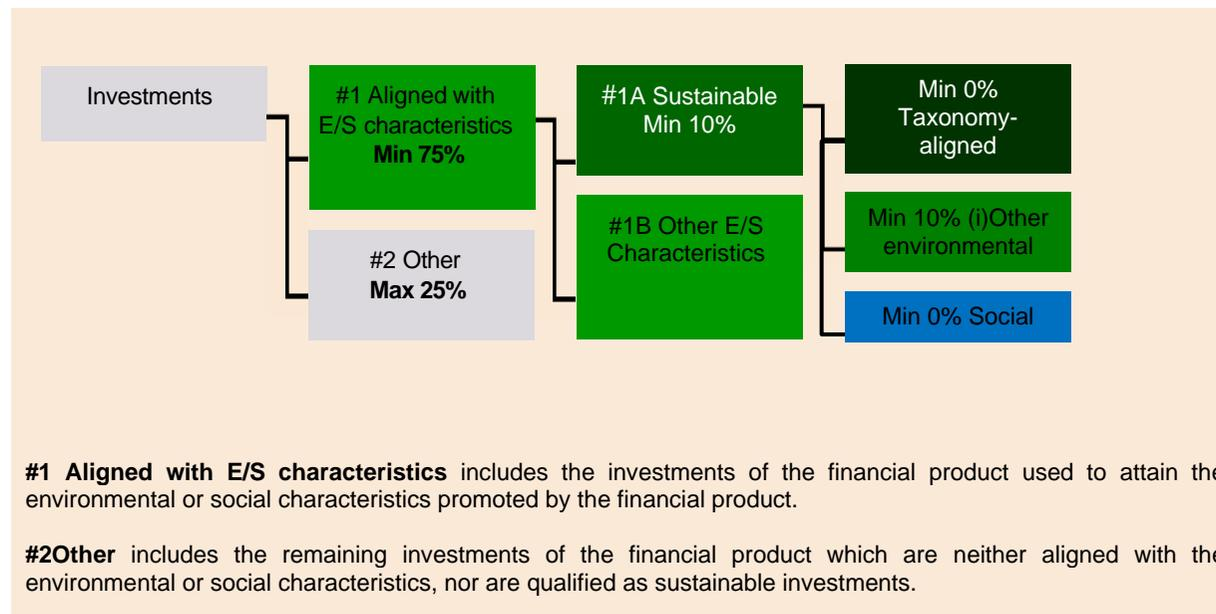 Investments
#1 Aligned with
E/S characteristics
Min 75%
#2 Other
Max 25%
#1A Sustainable
Min 10%
#1B Other E/S
Characteristics
Min 0%
Taxonomy-
aligned
Min 10% (i)Other
environmental
Min 0% Social
#1 Aligned with E/S characteristics includes the investments of the financial product used to attain the
environmental or social characteristics promoted by the financial product.
#2Other includes the remaining investments of the financial product which are neither aligned with the
environmental or social characteristics, nor are qualified as sustainable investments.